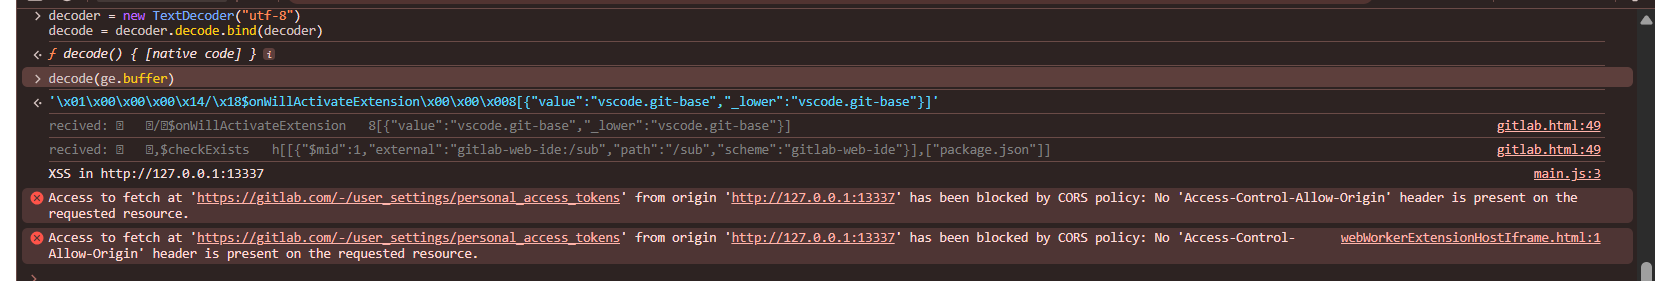 > decoder = new TextDecoder("utf-8")
decode = decoder.decode.bind(decoder)
ƒ decode() { [native code] } i
> decode(ge.buffer)
'\x01\x00\x00\x00\x14/\x18$onWillActivateExtension\x00\x00\x008[{"value":"vscode.git-base","_lower":"vscode.git-base"}]'
recived: /$onWillActivateExtension 8[{"value":"vscode.git-base","_lower":"vscode.git-base"}] gitlab.html:49
recived: ,$checkExists h[[{"$mid":1,"external":"gitlab-web-ide:/sub","path":"/sub","scheme":"gitlab-web-ide"}],["package.json"]] gitlab.html:49
XSS in http://127.0.0.1:13337 main.js:3
Access to fetch at 'https://gitlab.com/-/user_settings/personal_access_tokens' from origin 'http://127.0.0.1:13337' has been blocked by CORS policy: No 'Access-Control-Allow-Origin' header is present on the
requested resource.
Access to fetch at 'https://gitlab.com/-/user_settings/personal_access_tokens' from origin 'http://127.0.0.1:13337' has been blocked by CORS policy: No 'Access-Control- webWorkerExtensionHostIframe.html:1
Allow-Origin' header is present on the requested resource.
>